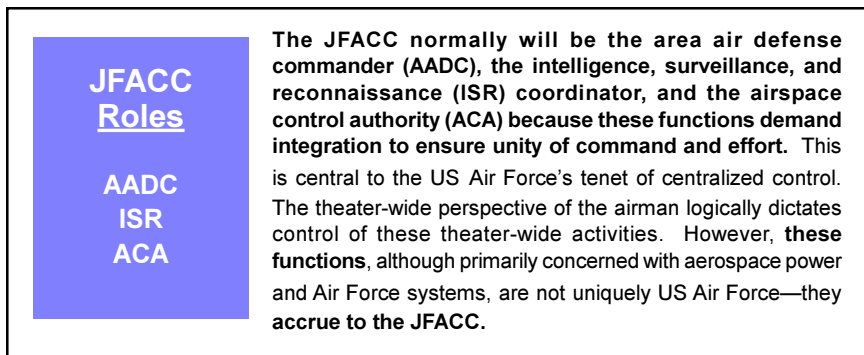 JFACC
Roles
AADC
ISR
ACA
The JFACC normally will be the area air defense
commander (AADC), the intelligence, surveillance, and
reconnaissance (ISR) coordinator, and the airspace
control authority (ACA) because these functions demand
integration to ensure unity of command and effort. This
is central to the US Air Force’s tenet of centralized control.
The theater-wide perspective of the airman logically dictates
control of these theater-wide activities. However, these
functions, although primarily concerned with aerospace power
and Air Force systems, are not uniquely US Air Force—they
accrue to the JFACC.